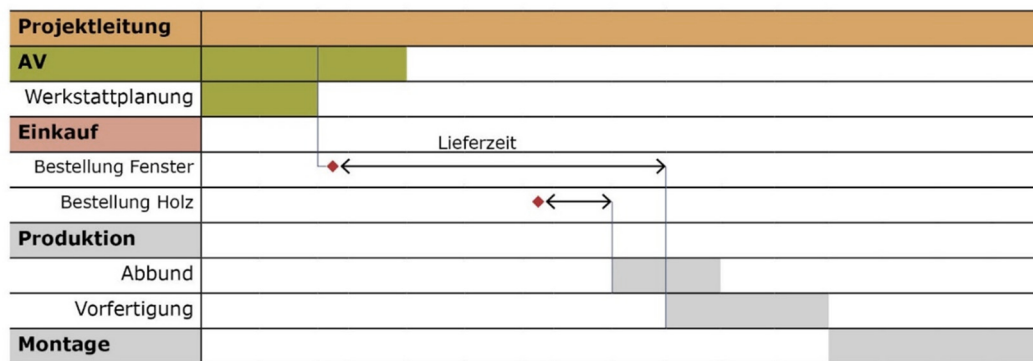 Projektleitung
AV
Werkstattplanung
Einkauf
Lieferzeit
Bestellung Fenster
Bestellung Holz
Produktion
Abbund
Vorfertigung
Montage